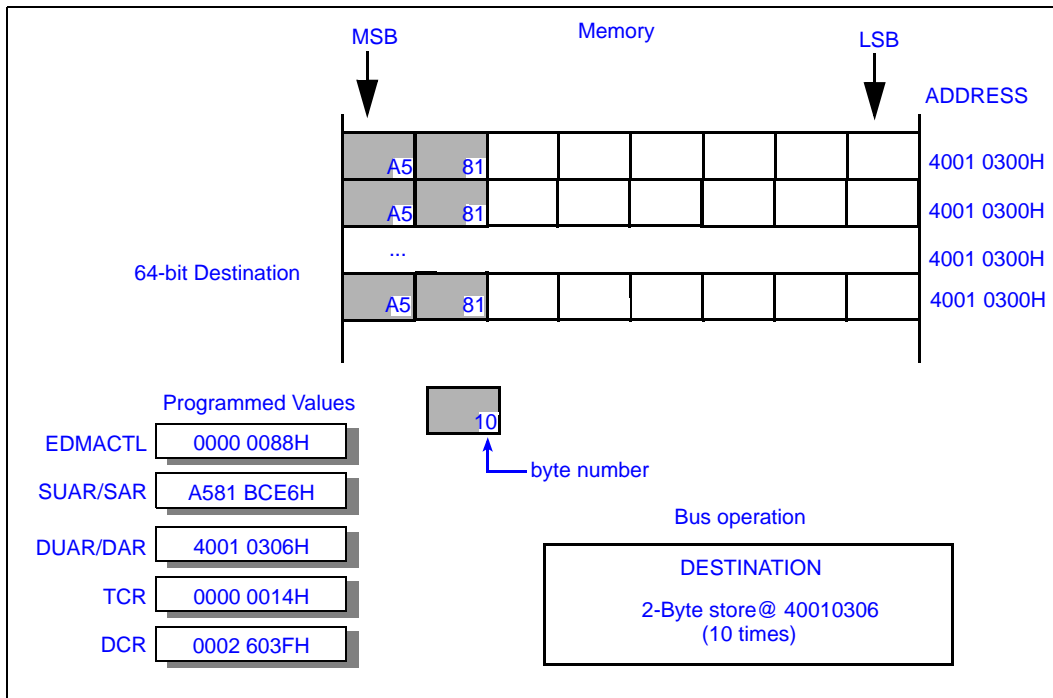 MSB
Memory
LSB
ADDRESS
A5 81 4001 0300H
A5 81 4001 0300H
... 4001 0300H
64-bit Destination
A5 81 4001 0300H
Programmed Values
10
byte number
EDMACTL 0000 0088H
SUAR/SAR A581 BCE6H
DUAR/DAR 4001 0306H
TCR 0000 0014H
DCR 0002 603FH
Bus operation
DESTINATION
2-Byte store@ 40010306
(10 times)